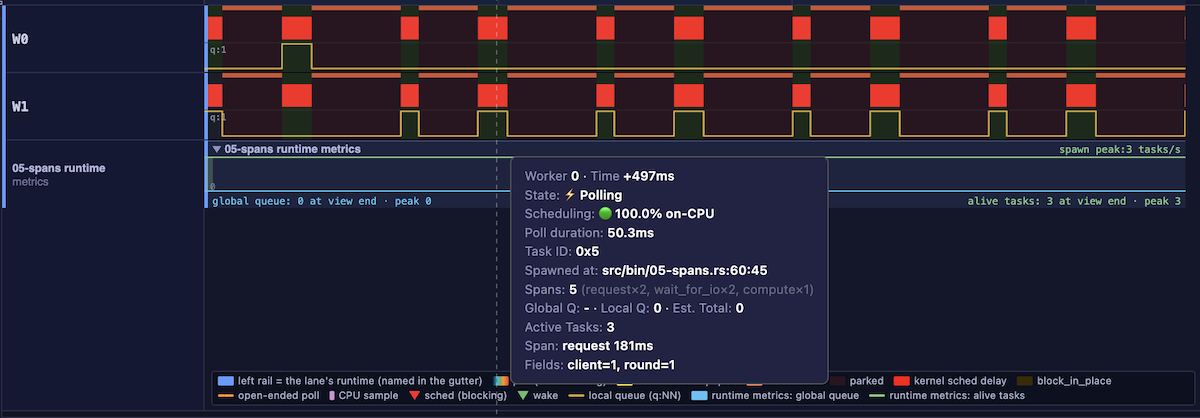 W0
q:1
W1
q:1
05-spans runtime
metrics
▼ 05-spans runtime metrics
spawn peak:3 tasks/s
0
global queue: 0 at view end · peak 0
alive tasks: 3 at view end · peak 3
Worker 0 · Time +497ms
State: ⚡ Polling
Scheduling: 🟢 100.0% on-CPU
Poll duration: 50.3ms
Task ID: 0x5
Spawned at: src/bin/05-spans.rs:60:45
Spans: 5 (request×2, wait_for_io×2, compute×1)
Global Q: - · Local Q: 0 · Est. Total: 0
Active Tasks: 3
Span: request 181ms
Fields: client=1, round=1
left rail = the lane's runtime (named in the gutter)
parked
kernel sched delay
block_in_place
open-ended poll
CPU sample
sched (blocking)
wake
local queue (q:NN)
runtime metrics: global queue
runtime metrics: alive tasks